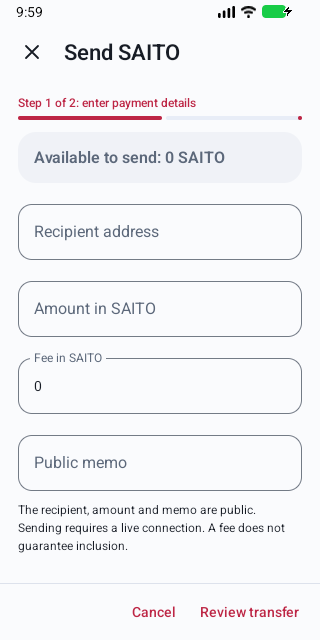 9:59
Send SAITO
Step 1 of 2: enter payment details
Available to send: 0 SAITO
Recipient address
Amount in SAITO
Fee in SAITO
0
Public memo
The recipient, amount and memo are public.
Sending requires a live connection. A fee does not
guarantee inclusion.
Cancel Review transfer